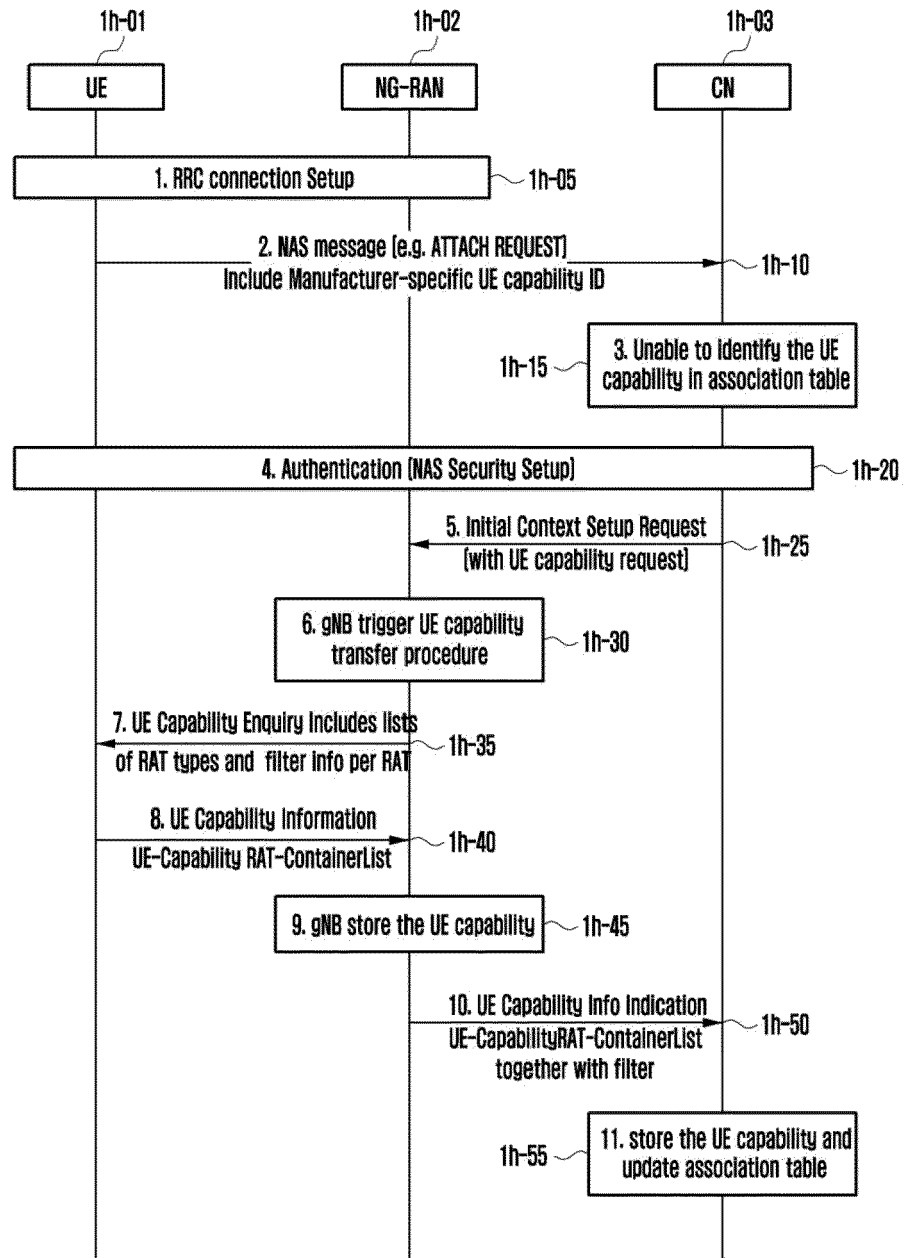 1h-01 1h-02 1h-03
UE NG-RAN CN
1. RRC connection Setup 1h-05
2. NAS message (e.g. ATTACH REQUEST)
Include Manufacturer-specific UE capability ID
1h-10
3. Unable to identify the UE
capability in association table
1h-15
4. Authentication (NAS Security Setup) 1h-20
5. Initial Context Setup Request
(with UE capability request)
1h-25
6. gNB trigger UE capability
transfer procedure
1h-30
7. UE Capability Enquiry Includes lists
of RAT types and filter info per RAT
1h-35
8. UE Capability Information
UE-Capability RAT-ContainerList
1h-40
9. gNB store the UE capability 1h-45
10. UE Capability Info Indication
UE-CapabilityRAT-ContainerList
together with filter
1h-50
11. store the UE capability and
update association table
1h-55